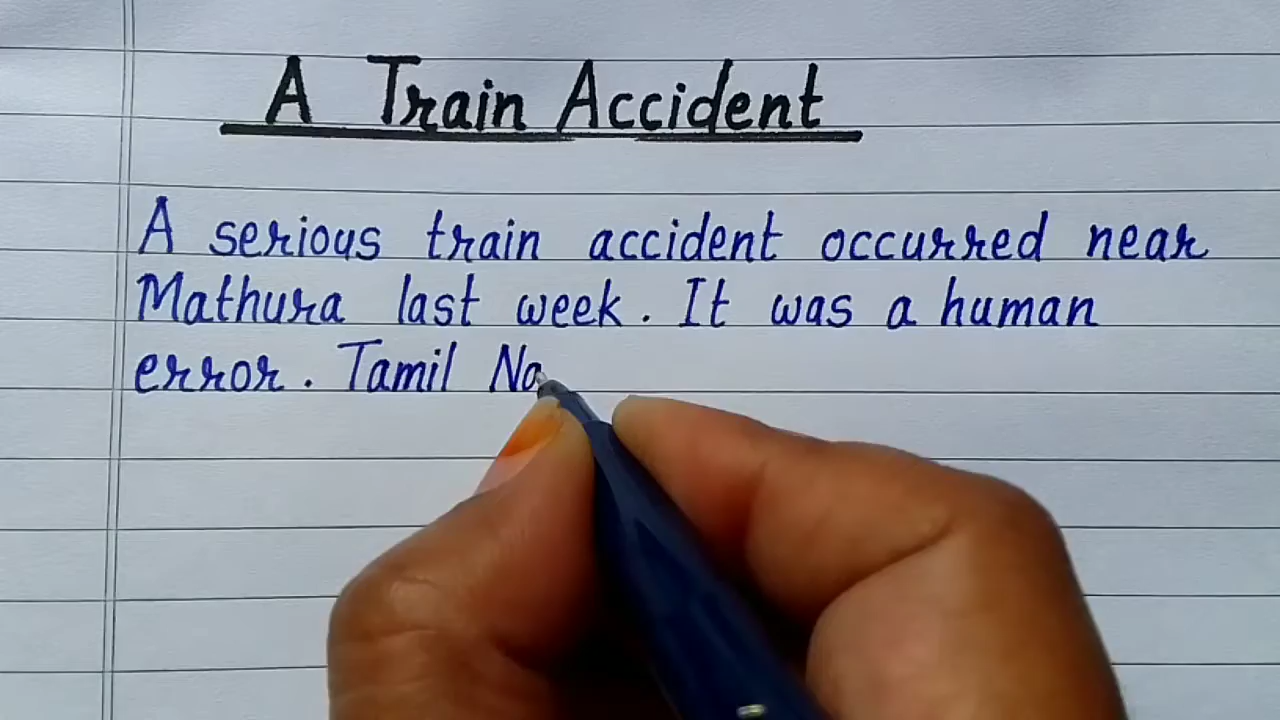 A Train Accident
A serious train accident occurred near
Mathura last week. It was a human
error. Tamil Na